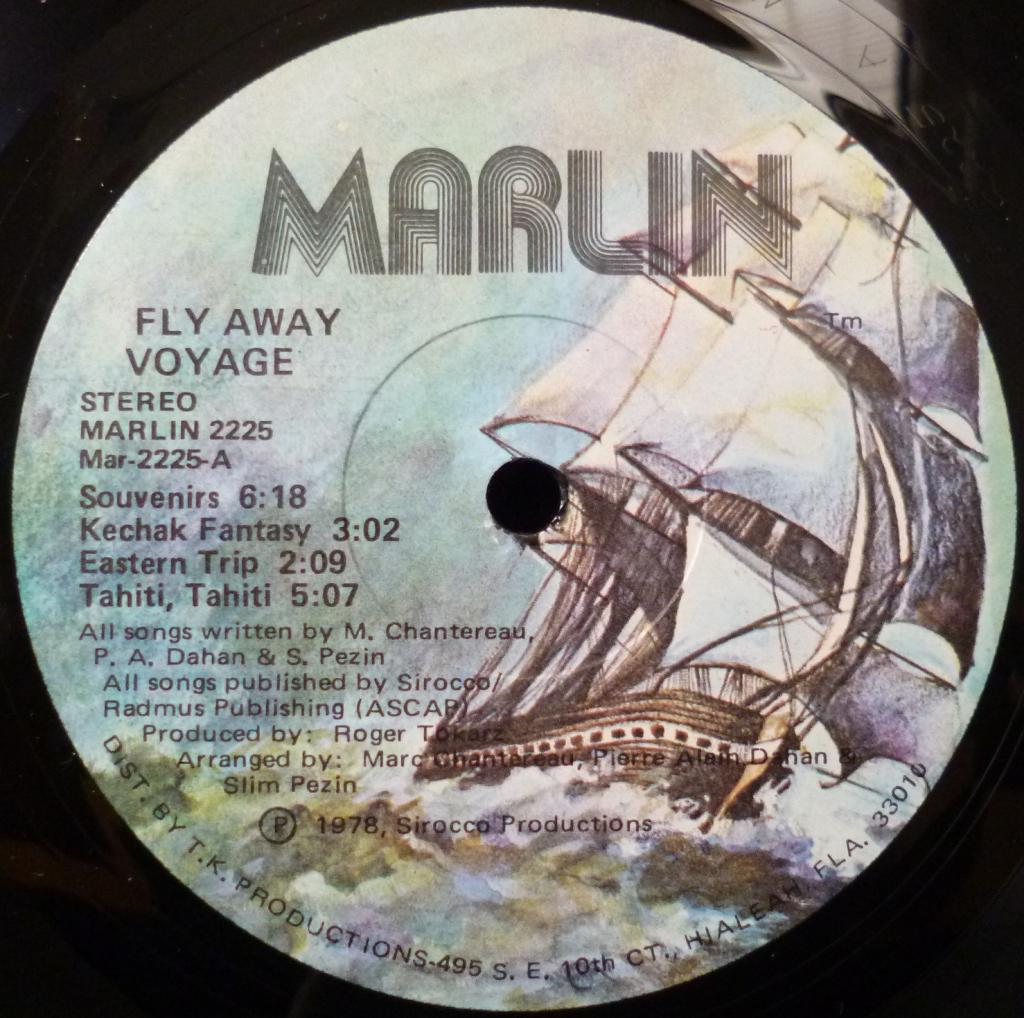 MARLIN
Tm
FLY AWAY
VOYAGE
STEREO
MARLIN 2225
Mar-2225-A
Souvenirs 6:18
Kechak Fantasy 3:02
Eastern Trip 2:09
Tahiti, Tahiti 5:07
All songs written by M. Chantereau,
P. A. Dahan & S. Pezin
All songs published by Sirocco/
Radmus Publishing (ASCAP)
Produced by: Roger Tokarz
Arranged by: Marc Chantereau, Pierre Alain Dahan &
Slim Pezin
℗ 1978, Sirocco Productions
DIST. BY T.K. PRODUCTIONS-495 S. E. 10th CT., HIALEAH, FLA. 33010